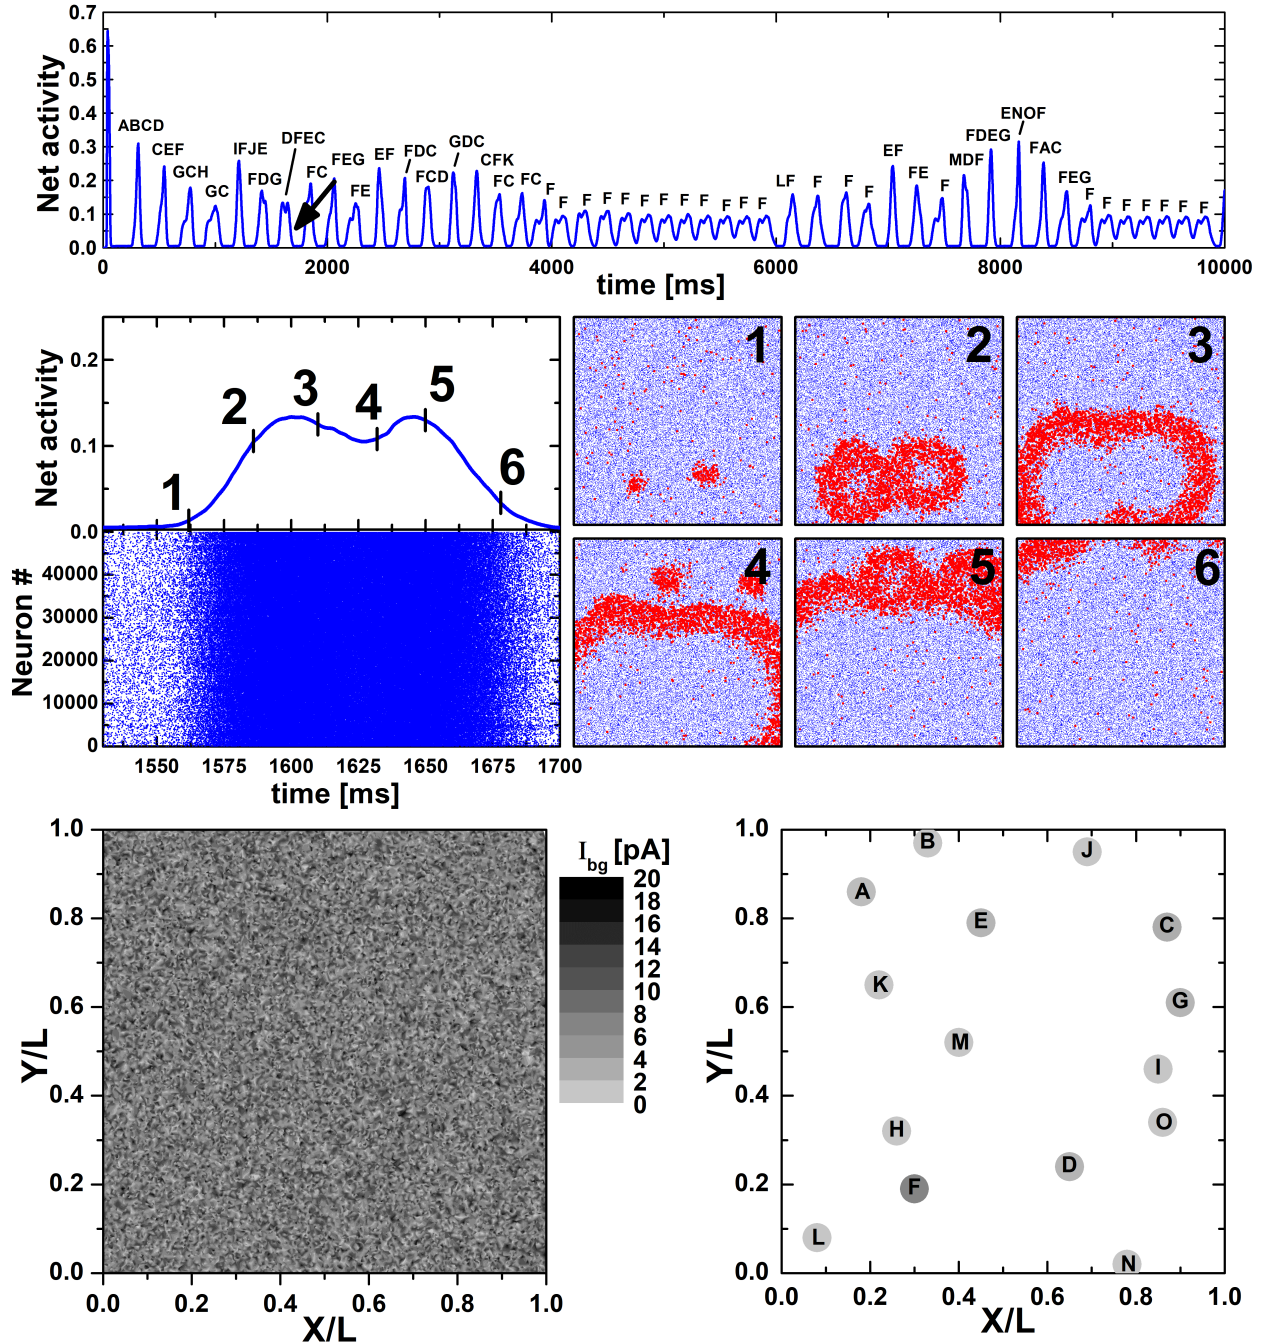 Net activity
0.7
0.6
0.5
0.4
0.3
0.2
0.1
0.0
ABCD
CEF
GCH
GC
IFJE
FDG
DFEC
FC
FEG
FE
EF
FDC
FCD
GDC
CFK
FC
FC
F
F
F
F
F
F
F
F
F
F
LF
F
F
F
EF
FE
F
MDF
FDEG
ENOF
FAC
FEG
F
F
F
F
F
F
0
2000
4000
6000
8000
10000
time [ms]
Net activity
0.2
0.1
0.0
1
2
3
4
5
6
Neuron #
40000
30000
20000
10000
0
1550
1575
1600
1625
1650
1675
1700
time [ms]
1
2
3
4
5
6
Y/L
1.0
0.8
0.6
0.4
0.2
0.0
0.0
0.2
0.4
0.6
0.8
1.0
X/L
Ibg [pA]
20
18
16
14
12
10
8
6
4
2
0
Y/L
1.0
0.8
0.6
0.4
0.2
0.0
B
J
A
E
C
K
G
M
I
O
H
D
F
L
N
0.0
0.2
0.4
0.6
0.8
1.0
X/L